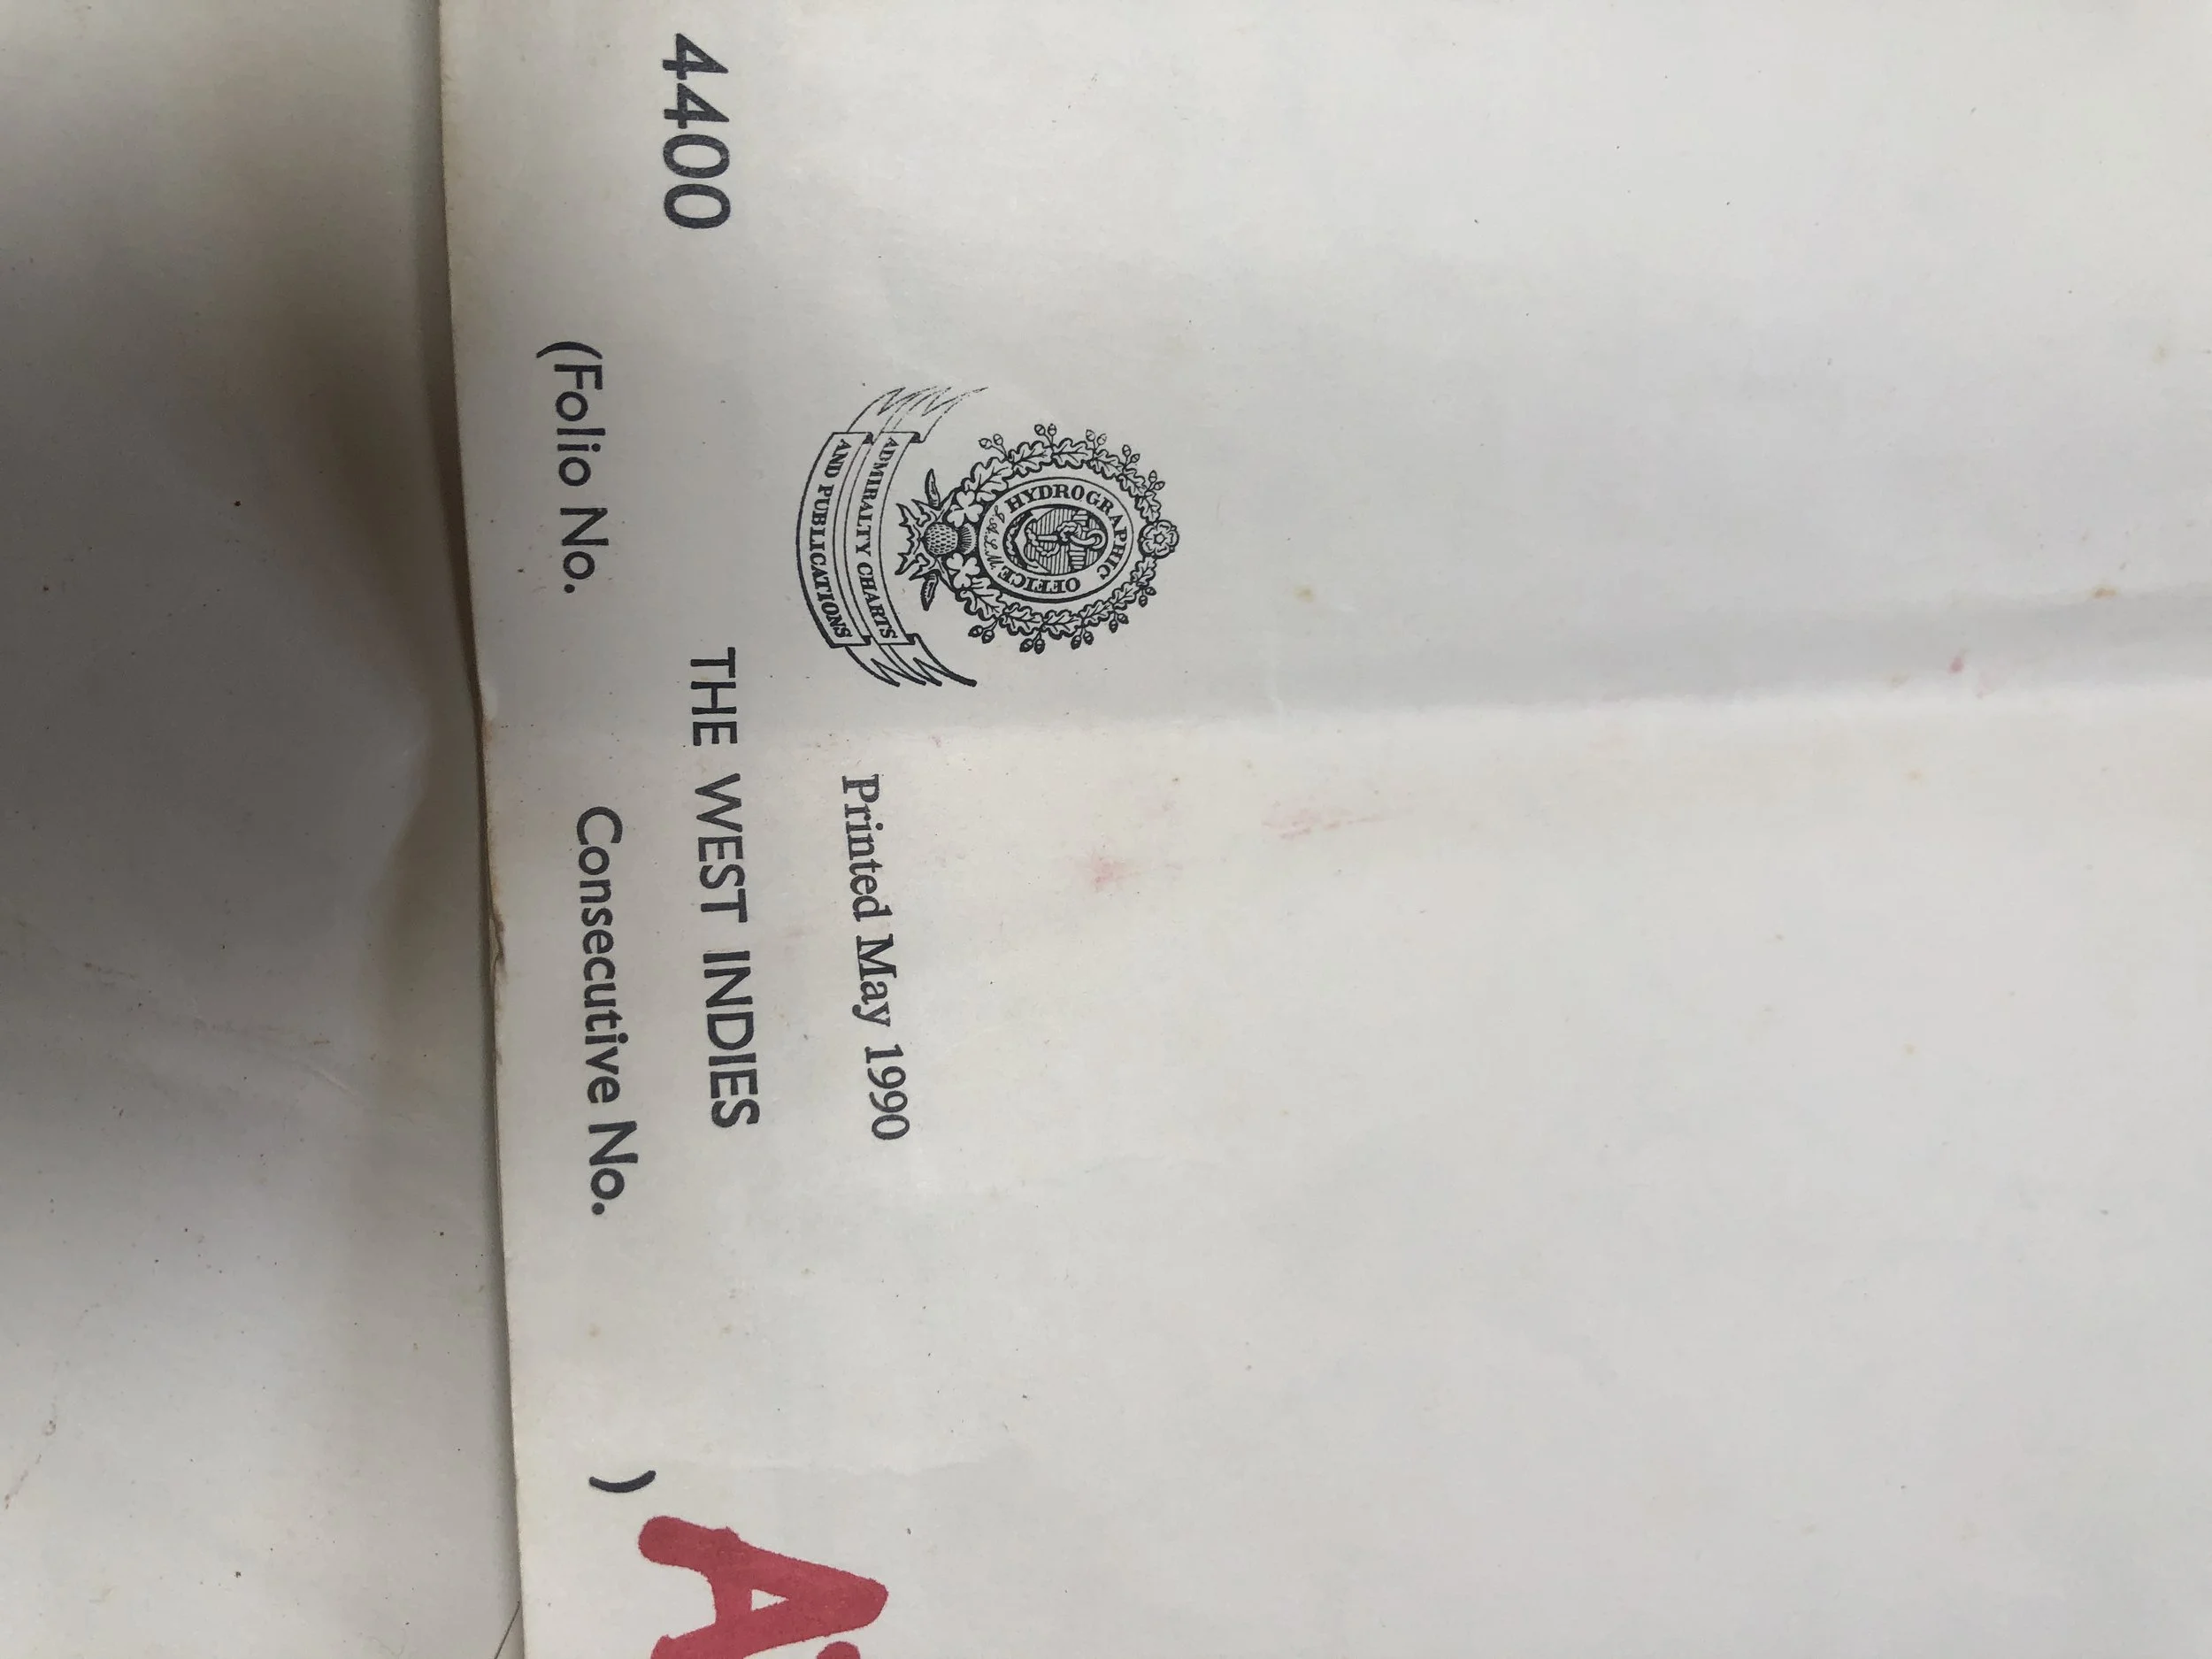 HYDROGRAPHIC OFFICE
ADMIRALTY CHARTS
AND PUBLICATIONS
Printed May 1990
4400 THE WEST INDIES
(Folio No. Consecutive No. )